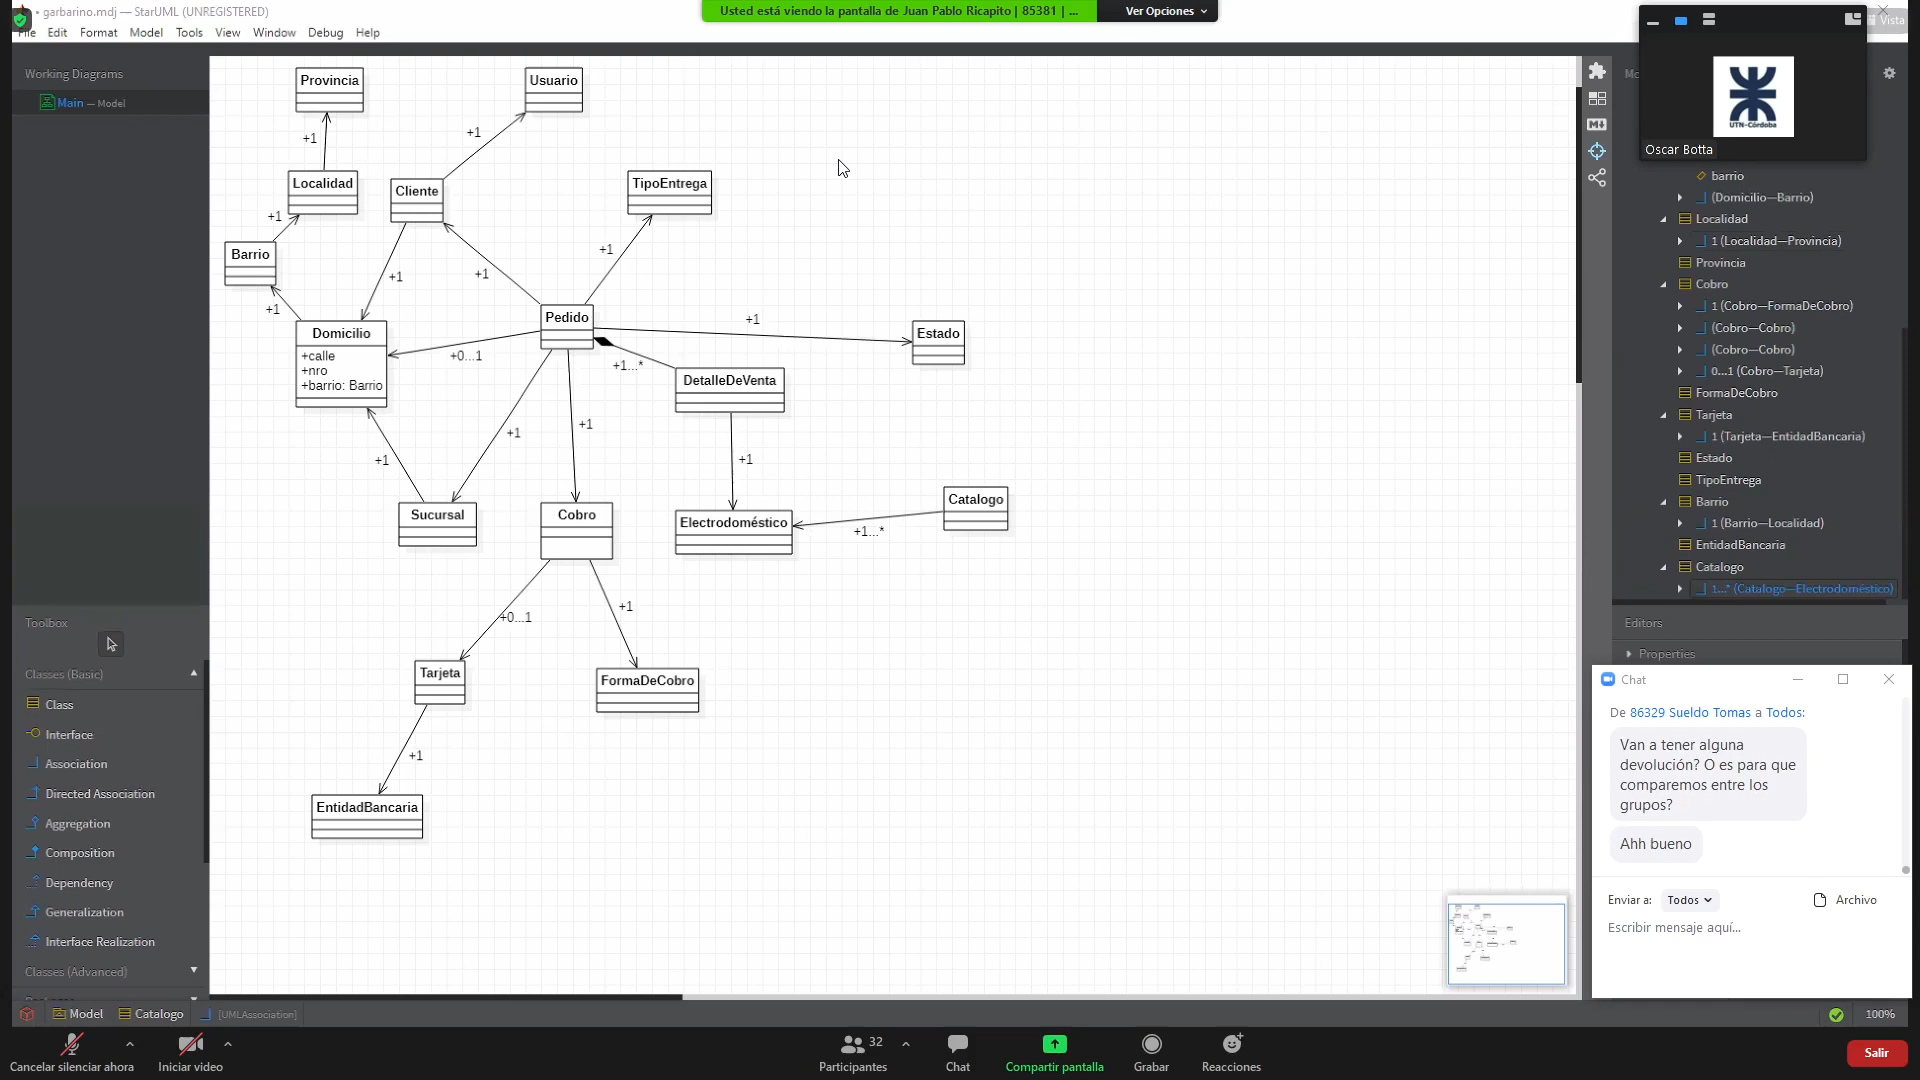 garbarino.mdj — StarUML (UNREGISTERED)
Usted está viendo la pantalla de Juan Pablo Ricapito | 85381 | ...
Ver Opciones
Vista
File Edit Format Model Tools View Window Debug Help
Working Diagrams
Main — Model
Provincia
Usuario
+1
+1
Localidad
Cliente
TipoEntrega
+1
Barrio
+1
+1
+1
+1
Domicilio
+calle
+nro
+barrio: Barrio
Pedido
+1
Estado
+0...1
+1...*
DetalleDeVenta
+1
+1
+1
+1
Sucursal
Cobro
Electrodoméstico
Catalogo
+1...*
+0...1
+1
Tarjeta
FormaDeCobro
+1
EntidadBancaria
UTN-Córdoba
Oscar Botta
barrio
(Domicilio—Barrio)
Localidad
1 (Localidad—Provincia)
Provincia
Cobro
1 (Cobro—FormaDeCobro)
(Cobro—Cobro)
(Cobro—Cobro)
0...1 (Cobro—Tarjeta)
FormaDeCobro
Tarjeta
1 (Tarjeta—EntidadBancaria)
Estado
TipoEntrega
Barrio
1 (Barrio—Localidad)
EntidadBancaria
Catalogo
1...* (Catalogo—Electrodoméstico)
Editors
Properties
Toolbox
Classes (Basic)
Class
Interface
Association
Directed Association
Aggregation
Composition
Dependency
Generalization
Interface Realization
Classes (Advanced)
Chat
De 86329 Sueldo Tomas a Todos:
Van a tener alguna
devolución? O es para que
comparemos entre los
grupos?
Ahh bueno
Enviar a: Todos
Archivo
Escribir mensaje aquí...
Model Catalogo [UMLAssociation]
100%
Cancelar silenciar ahora
Iniciar video
32
Participantes
Chat
Compartir pantalla
Grabar
Reacciones
Salir